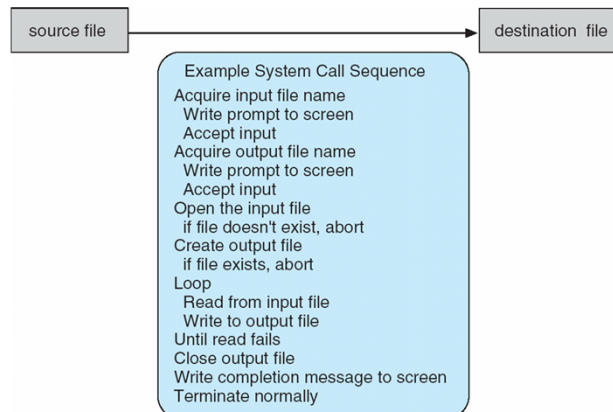 source file
destination file
Example System Call Sequence
Acquire input file name
Write prompt to screen
Accept input
Acquire output file name
Write prompt to screen
Accept input
Open the input file
if file doesn't exist, abort
Create output file
if file exists, abort
Loop
Read from input file
Write to output file
Until read fails
Close output file
Write completion message to screen
Terminate normally